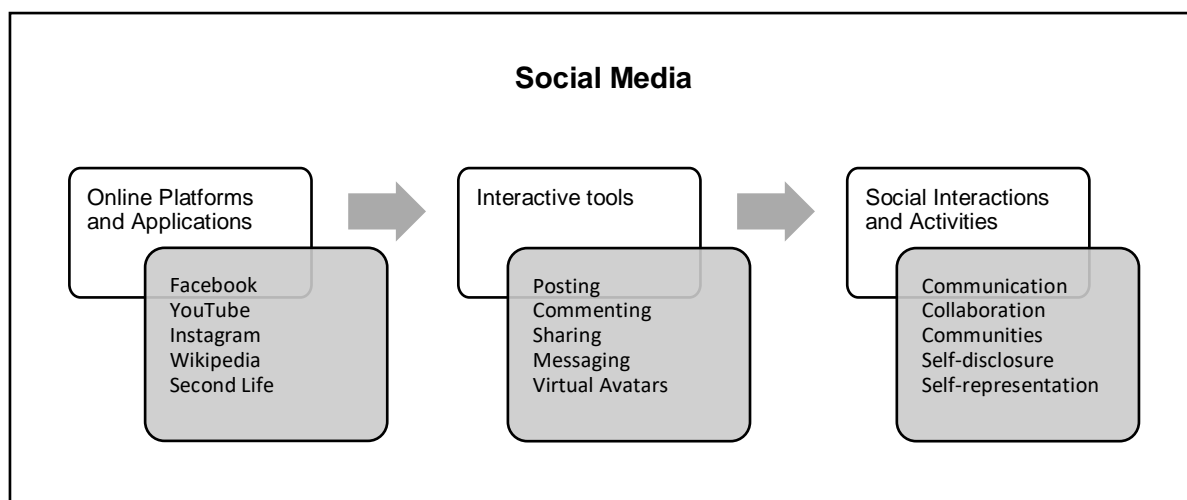 Social Media
Online Platforms
and Applications
Facebook
YouTube
Instagram
Wikipedia
Second Life
Interactive tools
Posting
Commenting
Sharing
Messaging
Virtual Avatars
Social Interactions
and Activities
Communication
Collaboration
Communities
Self-disclosure
Self-representation